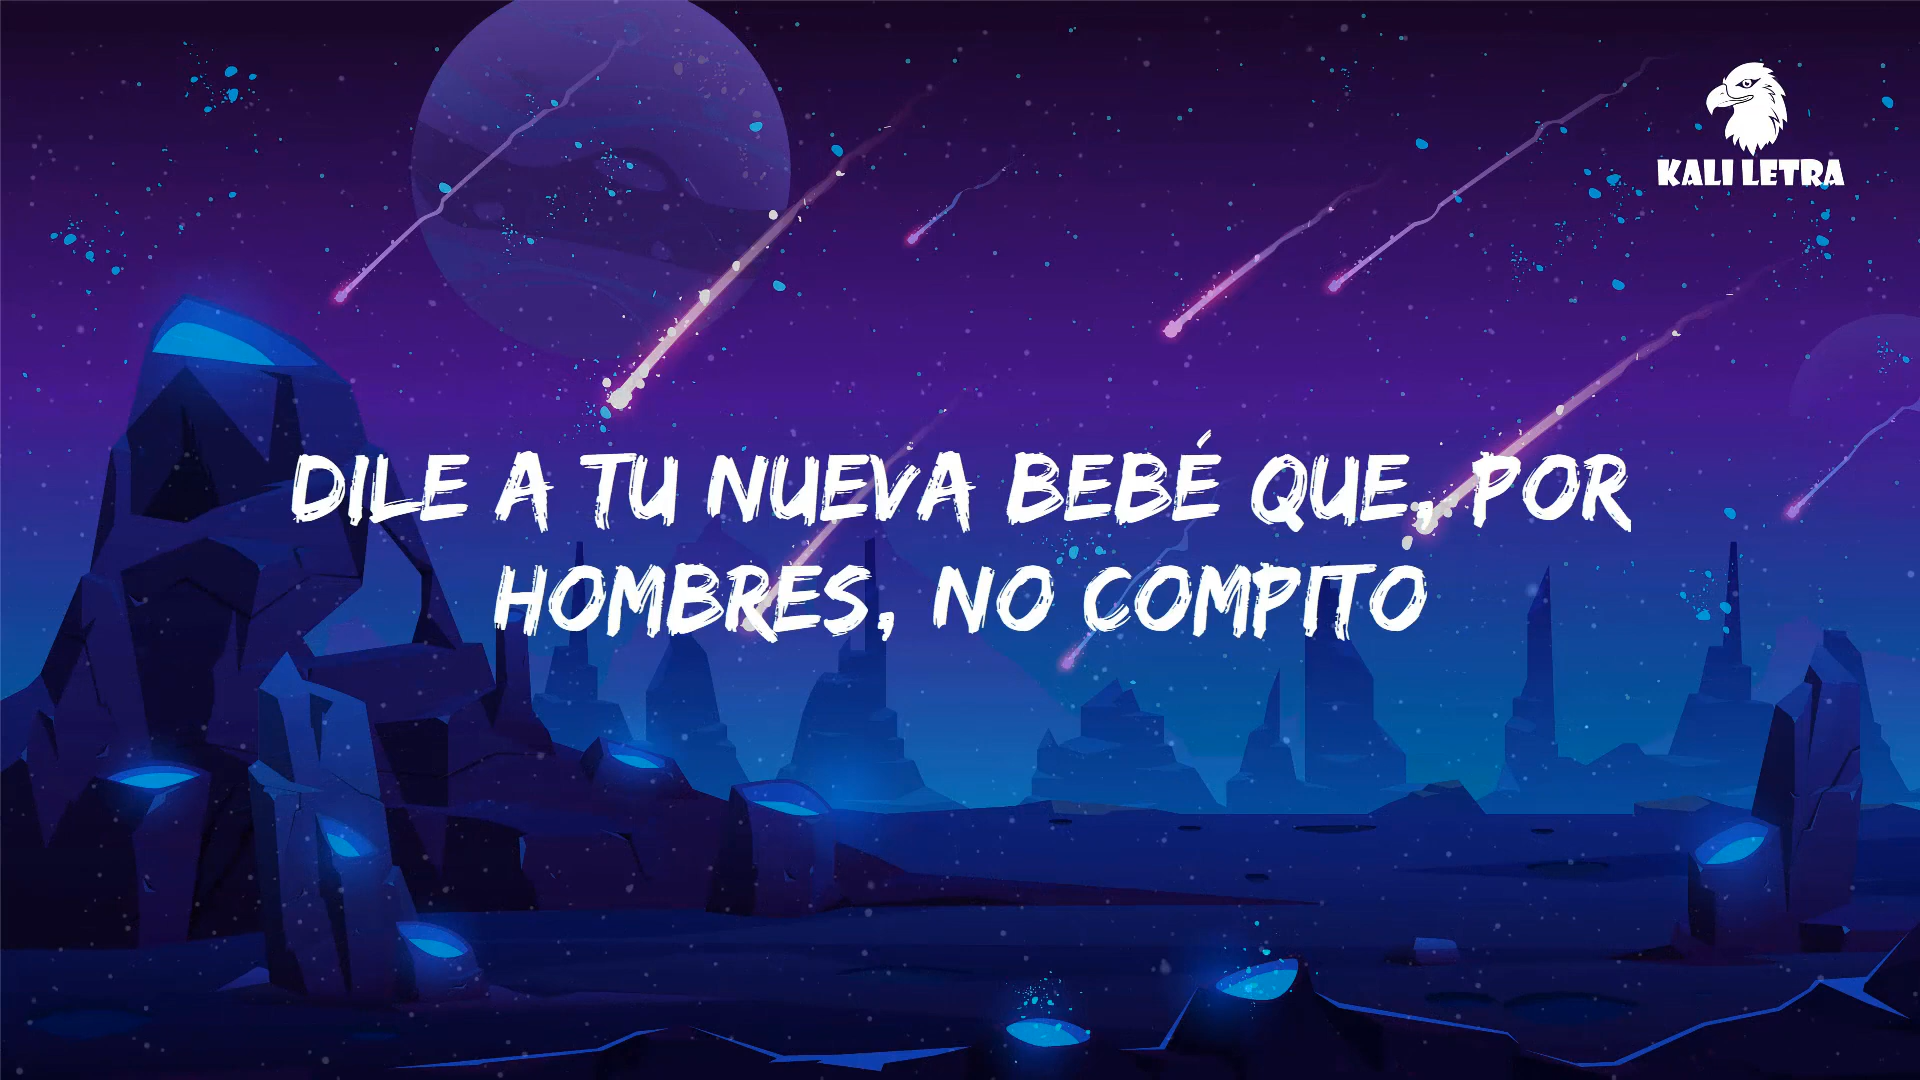 KALI LETRA
DILE A TU NUEVA BEBÉ QUE, POR
HOMBRES, NO COMPITO